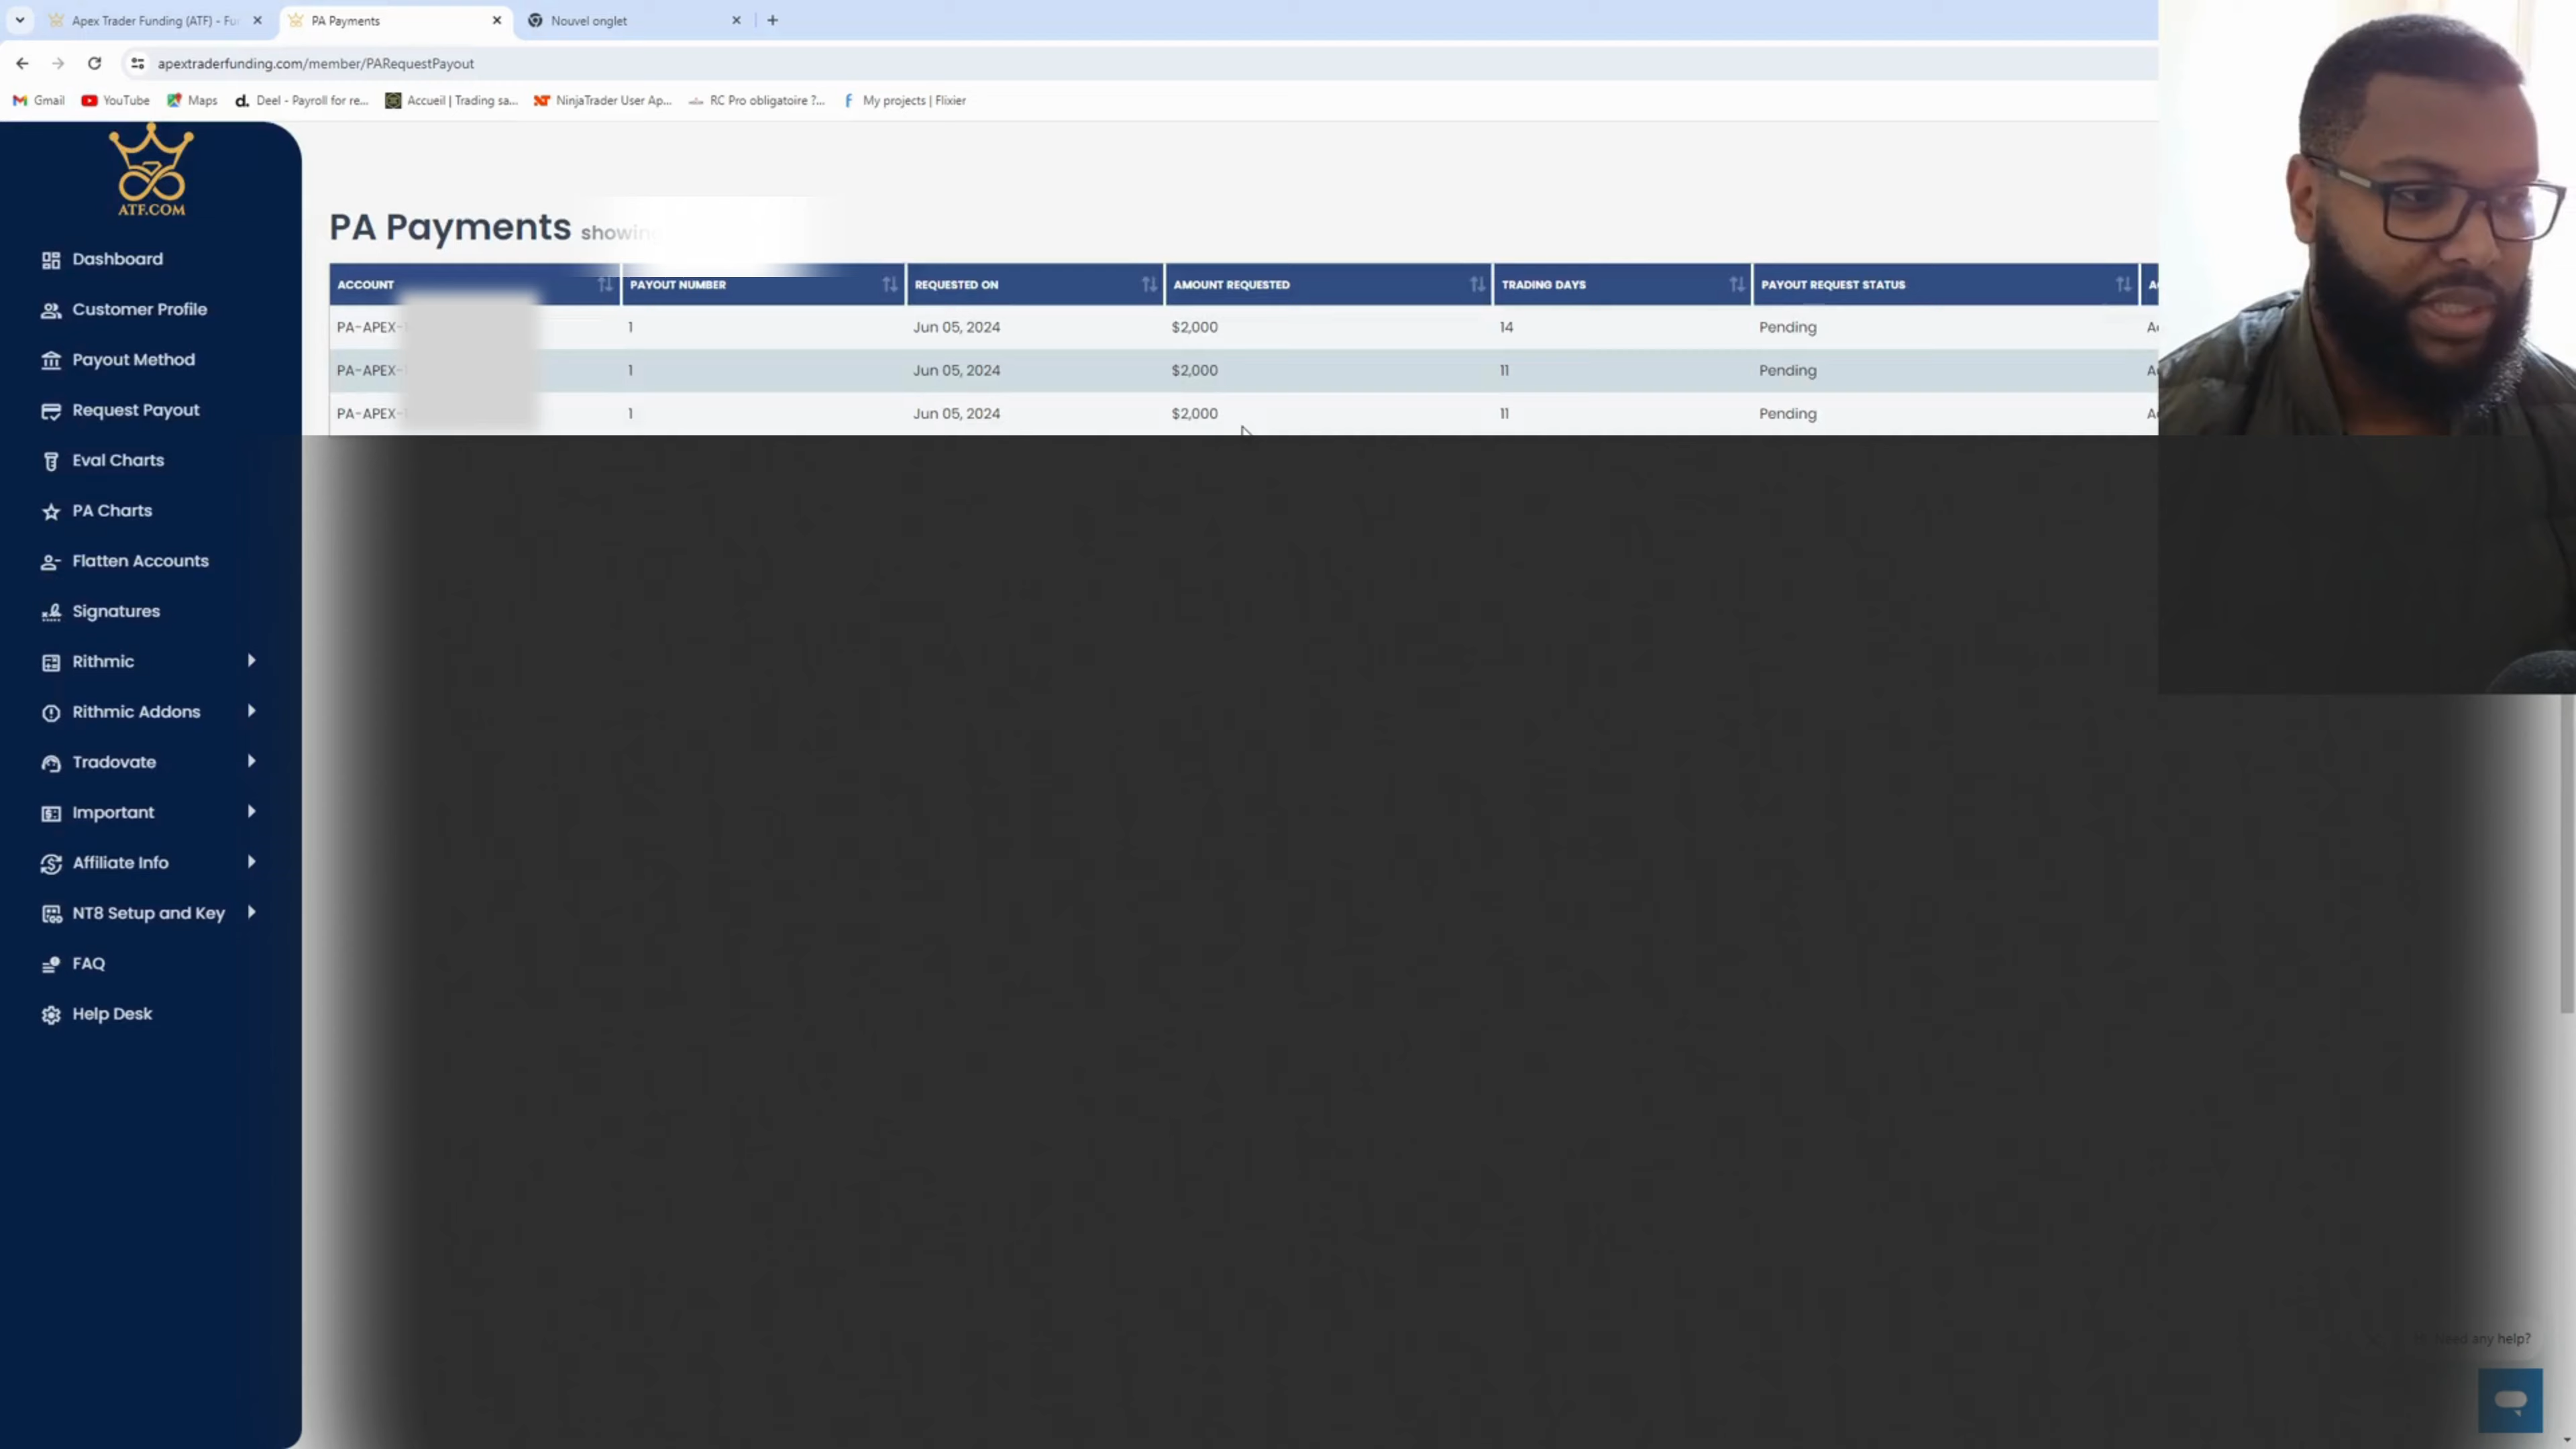 Apex Trader Funding (ATF) - Fu
PA Payments
Nouvel onglet
apextraderfunding.com/member/PARequestPayout
Gmail
YouTube
Maps
Deel - Payroll for re...
Accueil | Trading sa...
NinjaTrader User Ap...
RC Pro obligatoire ?...
My projects | Flixier
ATF.COM
Dashboard
Customer Profile
Payout Method
Request Payout
Eval Charts
PA Charts
Flatten Accounts
Signatures
Rithmic
Rithmic Addons
Tradovate
Important
Affiliate Info
NT8 Setup and Key
FAQ
Help Desk
PA Payments showin
ACCOUNT PAYOUT NUMBER REQUESTED ON AMOUNT REQUESTED TRADING DAYS PAYOUT REQUEST STATUS A
PA-APEX- 1 Jun 05, 2024 $2,000 14 Pending A
PA-APEX- 1 Jun 05, 2024 $2,000 11 Pending A
PA-APEX- 1 Jun 05, 2024 $2,000 11 Pending A
any help?